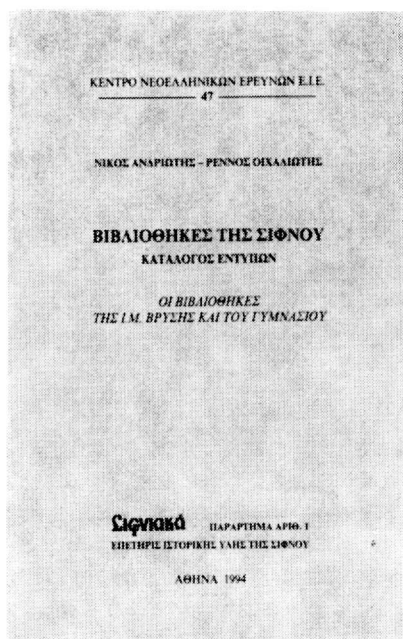 ΚΕΝΤΡΟ ΝΕΟΕΛΛΗΝΙΚΩΝ ΕΡΕΥΝΩΝ Ε.Ι.Ε.
47
ΝΙΚΟΣ ΑΝΔΡΙΩΤΗΣ – ΡΕΝΝΟΣ ΟΙΧΑΛΙΩΤΗΣ
ΒΙΒΛΙΟΘΗΚΕΣ ΤΗΣ ΣΙΦΝΟΥ
ΚΑΤΑΛΟΓΟΣ ΕΝΤΥΠΩΝ
ΟΙ ΒΙΒΛΙΟΘΗΚΕΣ
ΤΗΣ Ι.Μ. ΒΡΥΣΗΣ ΚΑΙ ΤΟΥ ΓΥΜΝΑΣΙΟΥ
Σιφνιακά ΠΑΡΑΡΤΗΜΑ ΑΡΙΘ. 1
ΕΠΕΤΗΡΙΣ ΙΣΤΟΡΙΚΗΣ ΥΛΗΣ ΤΗΣ ΣΙΦΝΟΥ
ΑΘΗΝΑ 1994